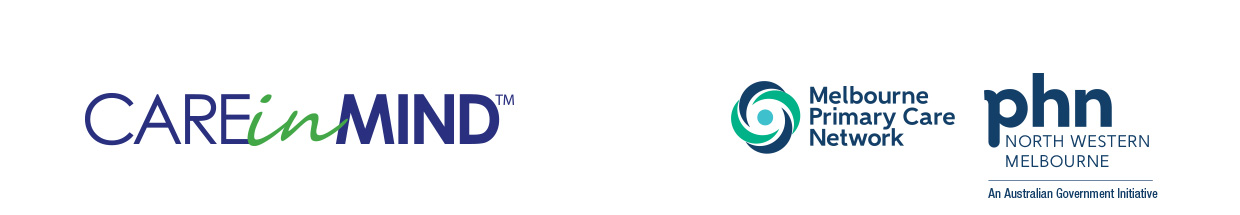 CAREinMIND™
Melbourne
Primary Care
Network
phn
NORTH WESTERN
MELBOURNE
An Australian Government Initiative